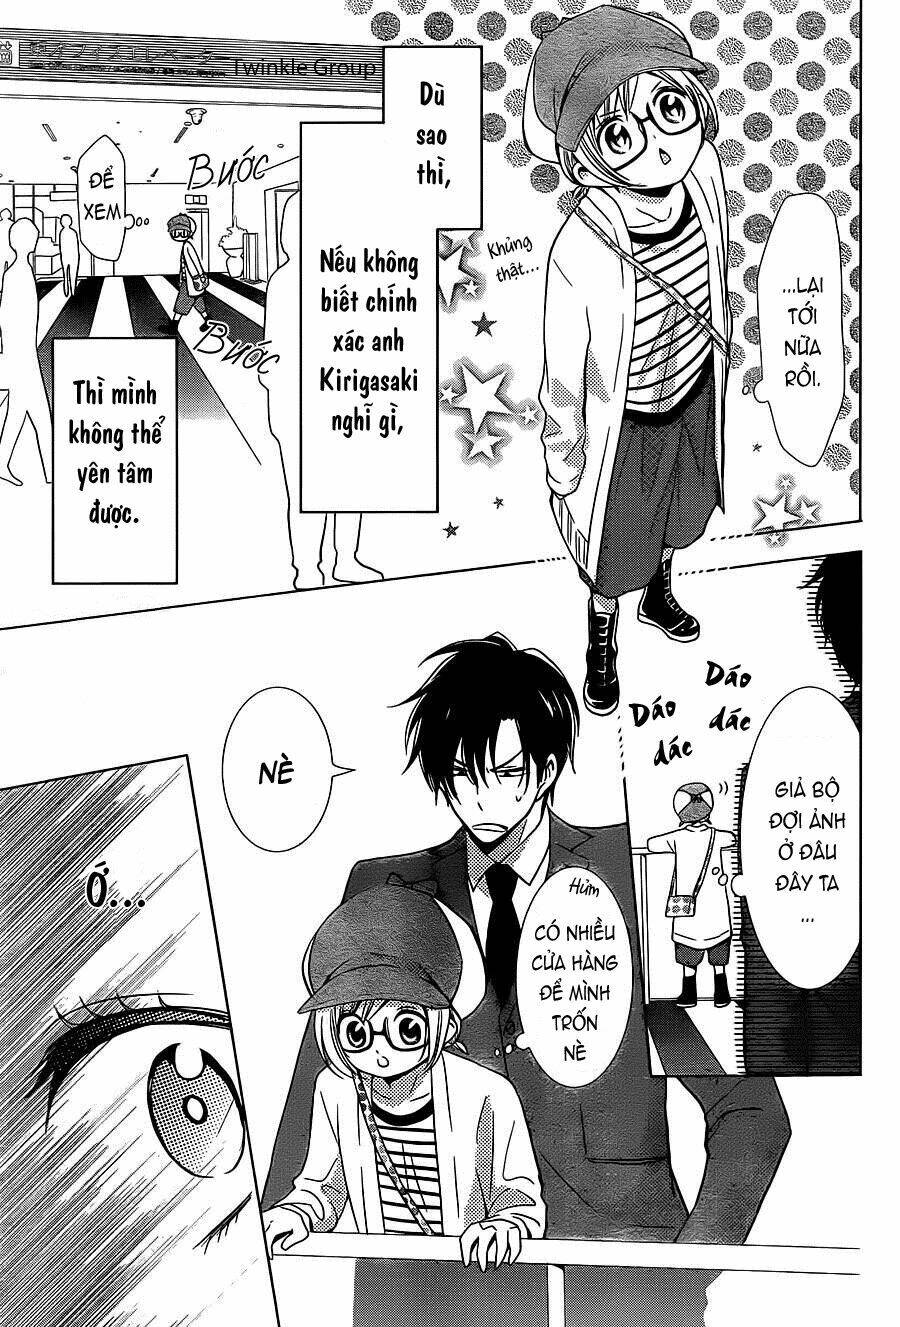 ...LẠI
TỚI
NỮA
RỒI.
Khủng
thật...
Dù
sao
thì,
Nếu không
biết chính
xác anh
Kirigasaki
nghĩ gì,
Twinkle Group
BƯỚC
ĐỂ
XEM
BƯỚC
Thì mình
không thể
yên tâm
được.
Dáo
dác
Dáo
dác
GIẢ BỘ
ĐỢI ẢNH
Ở ĐÂU
ĐÂY TA
...
NÈ
Hửm
CÓ NHIỀU
CỬA HÀNG
ĐỂ MÌNH
TRỐN
NÈ
Ớ...